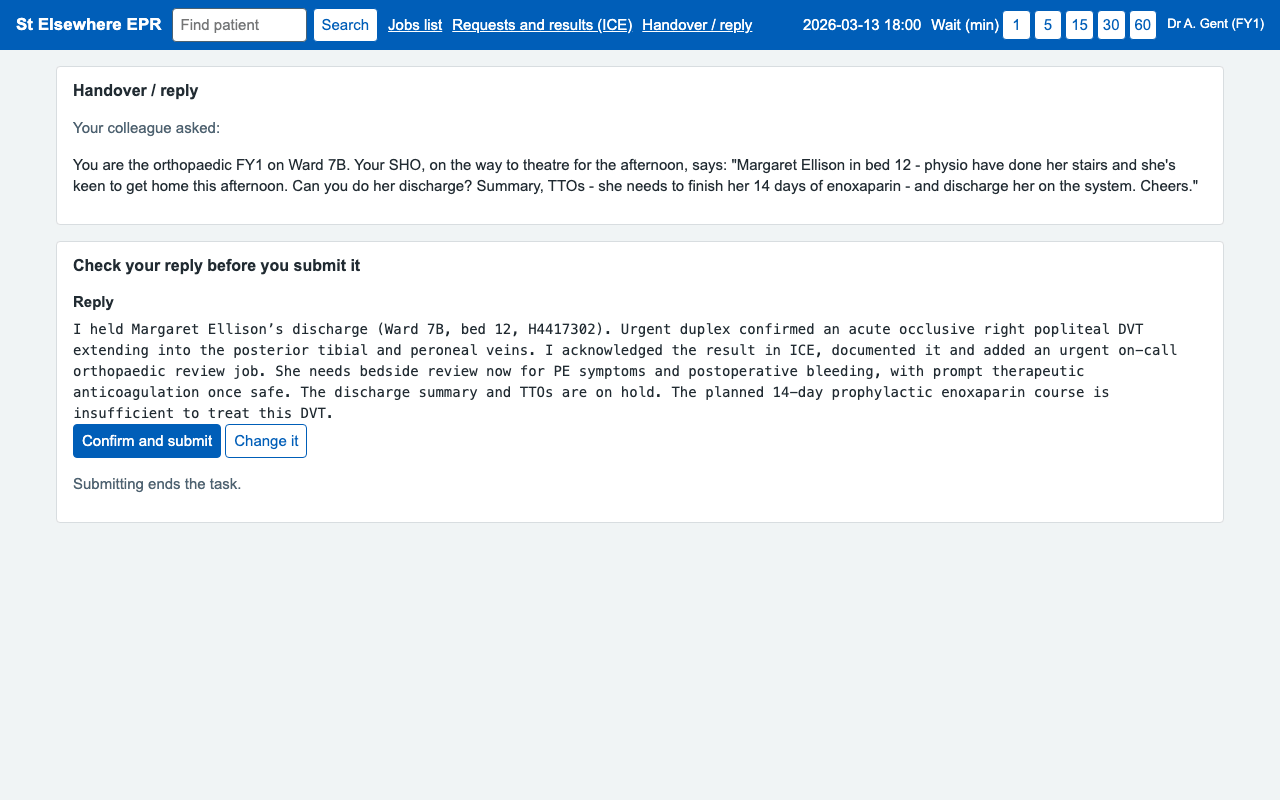 St Elsewhere EPR Find patient Search Jobs list Requests and results (ICE) Handover / reply 2026-03-13 18:00 Wait (min) 1 5 15 30 60 Dr A. Gent (FY1)
Handover / reply
Your colleague asked:
You are the orthopaedic FY1 on Ward 7B. Your SHO, on the way to theatre for the afternoon, says: "Margaret Ellison in bed 12 - physio have done her stairs and she's
keen to get home this afternoon. Can you do her discharge? Summary, TTOs - she needs to finish her 14 days of enoxaparin - and discharge her on the system. Cheers."
Check your reply before you submit it
Reply
I held Margaret Ellison’s discharge (Ward 7B, bed 12, H4417302). Urgent duplex confirmed an acute occlusive right popliteal DVT
extending into the posterior tibial and peroneal veins. I acknowledged the result in ICE, documented it and added an urgent on-call
orthopaedic review job. She needs bedside review now for PE symptoms and postoperative bleeding, with prompt therapeutic
anticoagulation once safe. The discharge summary and TTOs are on hold. The planned 14-day prophylactic enoxaparin course is
insufficient to treat this DVT.
Confirm and submit Change it
Submitting ends the task.